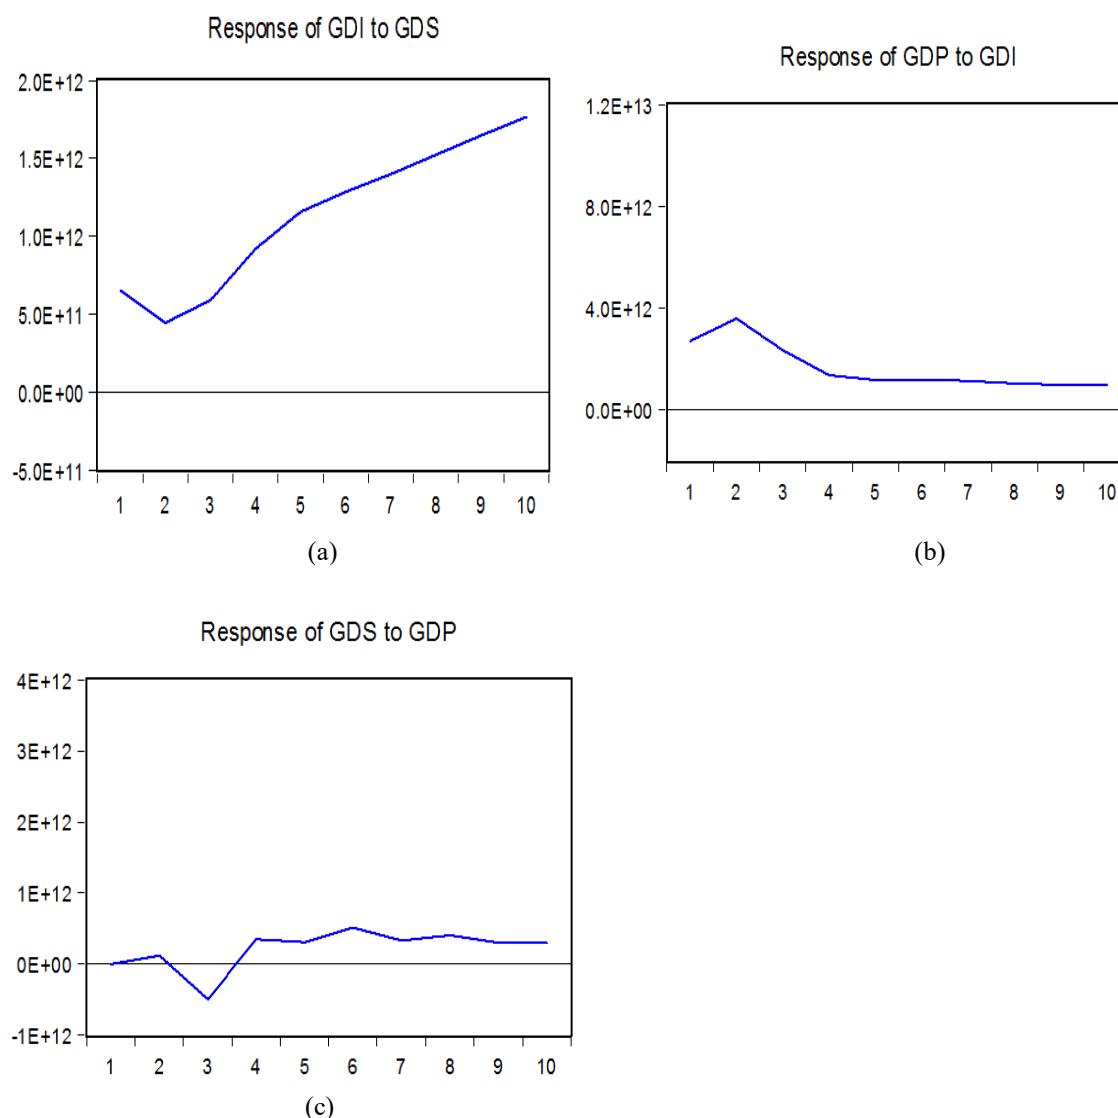 Response of GDI to GDS
2.0E+12
1.5E+12
1.0E+12
5.0E+11
0.0E+00
-5.0E+11
1 2 3 4 5 6 7 8 9 10
(a)
Response of GDP to GDI
1.2E+13
8.0E+12
4.0E+12
0.0E+00
1 2 3 4 5 6 7 8 9 10
(b)
Response of GDS to GDP
4E+12
3E+12
2E+12
1E+12
0E+00
-1E+12
1 2 3 4 5 6 7 8 9 10
(c)